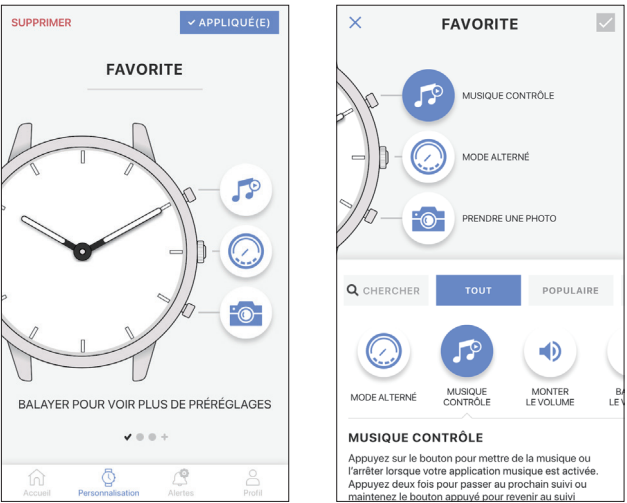 SUPPRIMER
APPLIQUÉ(E)
FAVORITE
BALAYER POUR VOIR PLUS DE PRÉRÉGLAGES
Accueil
Personnalisation
Alertes
Profil
FAVORITE
MUSIQUE CONTRÔLE
MODE ALTERNÉ
PRENDRE UNE PHOTO
CHERCHER
TOUT
POPULAIRE
MODE ALTERNÉ
MUSIQUE
CONTRÔLE
MONTER
LE VOLUME
MUSIQUE CONTRÔLE
Appuyez sur le bouton pour mettre de la musique ou
l'arrêter lorsque votre application musique est activée.
Appuyez deux fois pour passer au prochain suivi ou
maintenez le bouton appuyé pour revenir au suivi